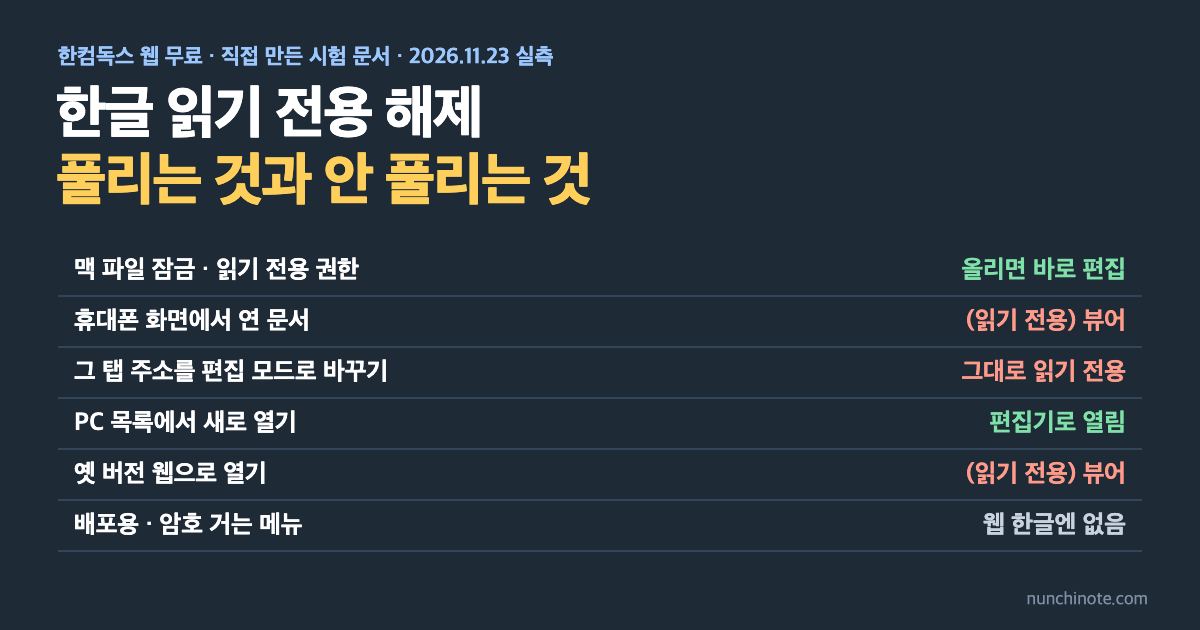 한컴독스 웹 무료 · 직접 만든 시험 문서 · 2026.11.23 실측
한글 읽기 전용 해제
풀리는 것과 안 풀리는 것
맥 파일 잠금 · 읽기 전용 권한 올리면 바로 편집
휴대폰 화면에서 연 문서 (읽기 전용) 뷰어
그 탭 주소를 편집 모드로 바꾸기 그대로 읽기 전용
PC 목록에서 새로 열기 편집기로 열림
옛 버전 웹으로 열기 (읽기 전용) 뷰어
배포용 · 암호 거는 메뉴 웹 한글엔 없음
nunchinote.com